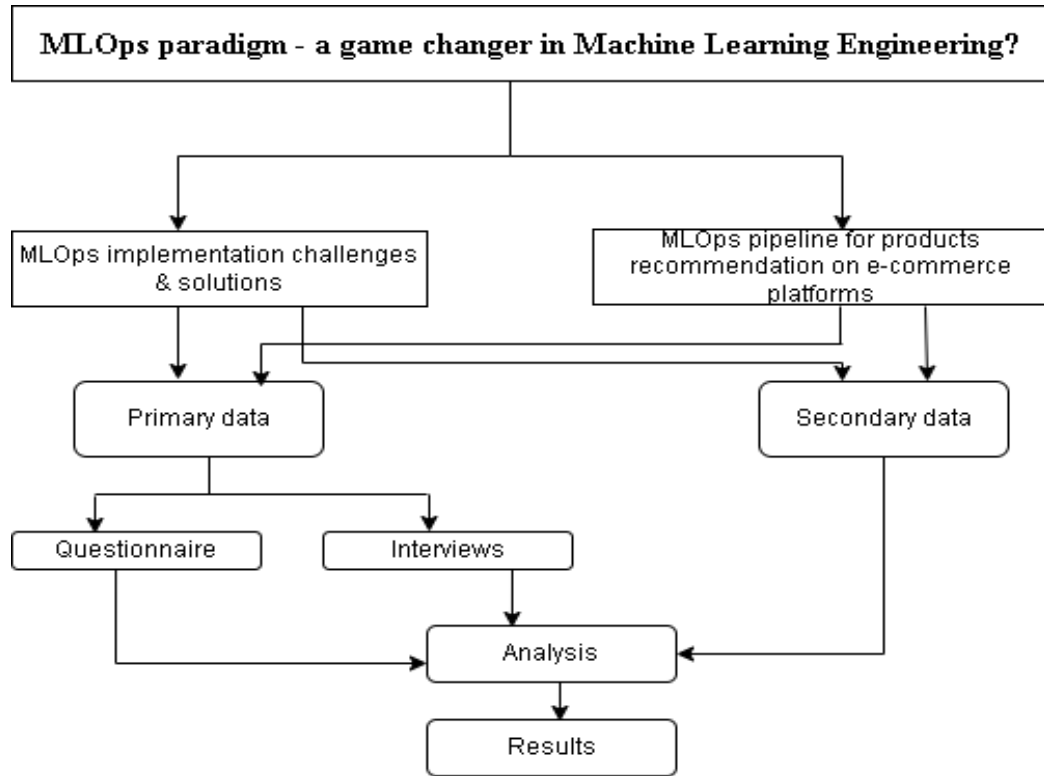 MLOps paradigm - a game changer in Machine Learning Engineering?
MLOps implementation challenges
& solutions
MLOps pipeline for products
recommendation on e-commerce
platforms
Primary data
Secondary data
Questionnaire
Interviews
Analysis
Results